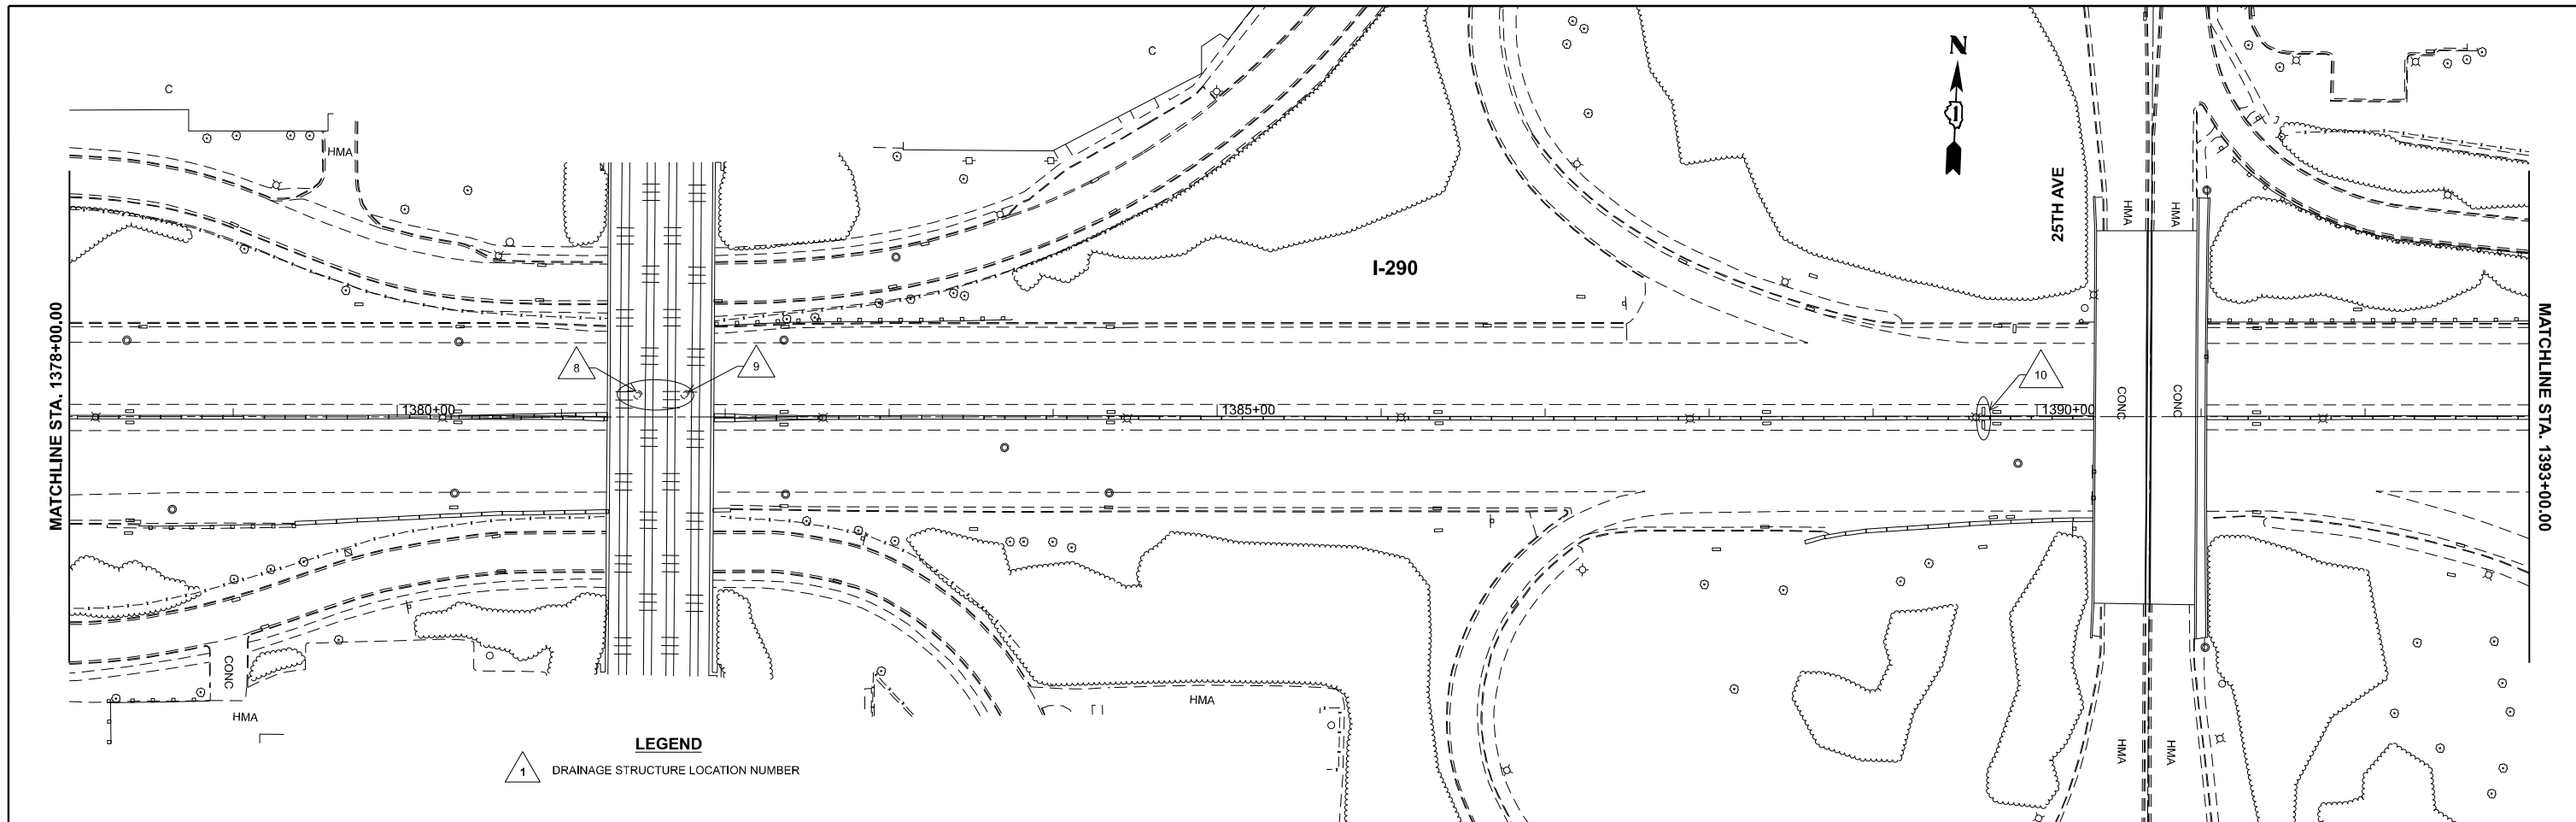 C
C
N
1
HMA
25TH AVE
HMA
HMA
I-290
MATCHLINE STA. 1378+00.00
MATCHLINE STA. 1393+00.00
8
9
10
1380+00
1385+00
1390+00
CONC
CONC
CONC
HMA
HMA
HMA
HMA
LEGEND
1 DRAINAGE STRUCTURE LOCATION NUMBER